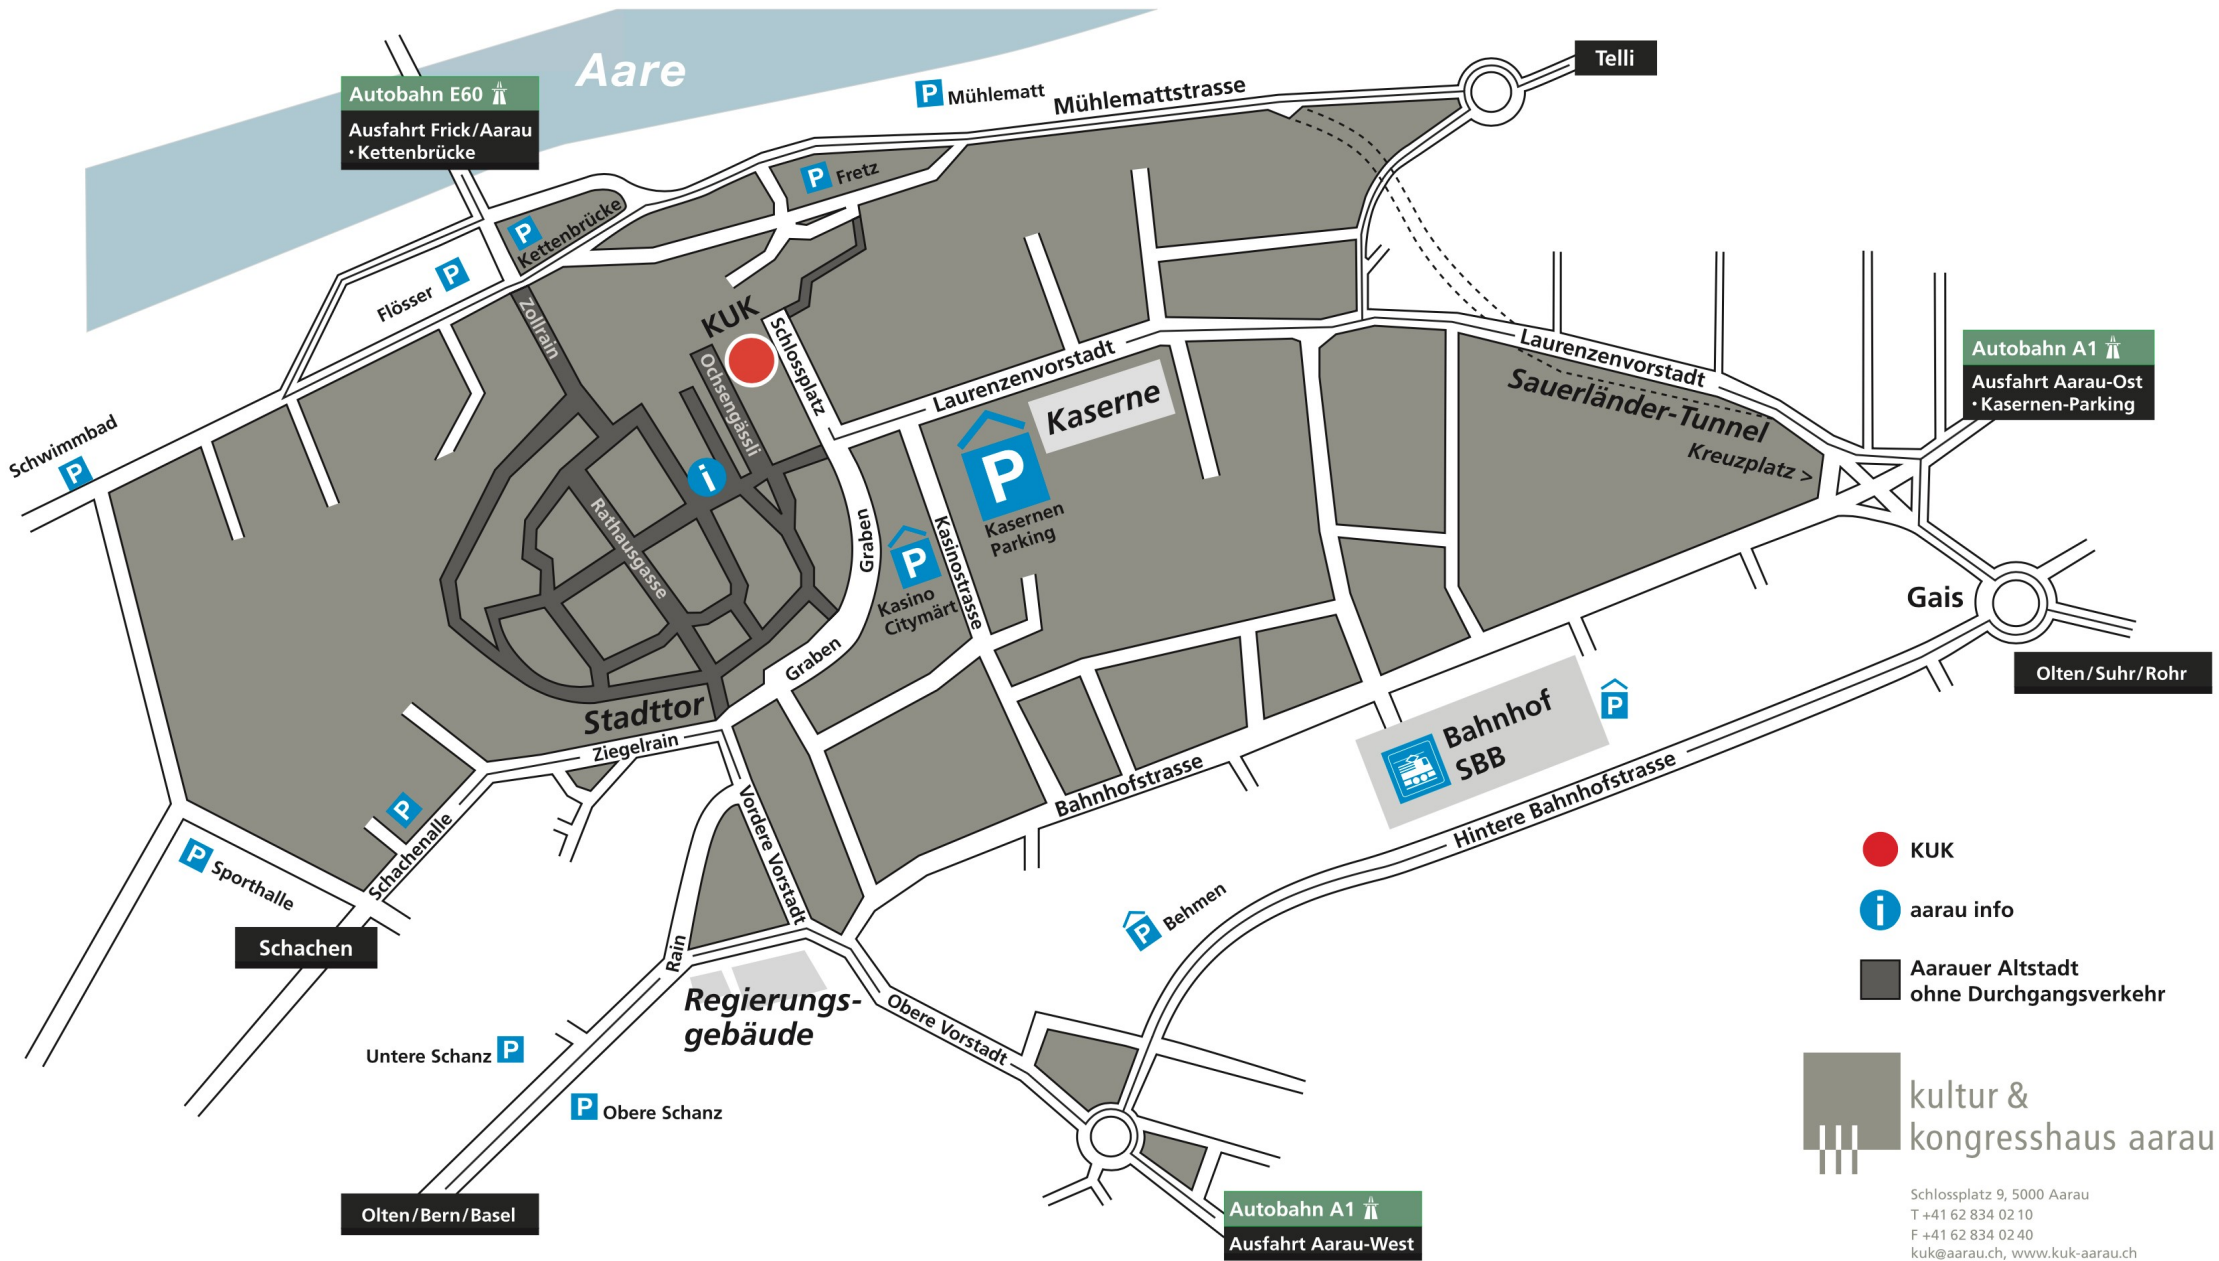 Aare
Telli
Autobahn E60
Ausfahrt Frick/Aarau
• Kettenbrücke
P Mühlematt
Mühlemattstrasse
P Fretz
P
Kettenbrücke
Flösser P
Zollrain
KUK
Schlossplatz
Ochsengässli
Laurenzenvorstadt
Kaserne
Laurenzenvorstadt
Sauerländer-Tunnel
Kreuzplatz >
Autobahn A1
Ausfahrt Aarau-Ost
• Kasernen-Parking
Schwimmbad
P
i
P
Kasernen
Parking
Rathausgasse
Graben
P
Kasino
Citymärt
Kasinostrasse
Gais
Graben
Olten/Suhr/Rohr
Stadttor
Ziegelrain
Bahnhof
SBB
P
Bahnhofstrasse
Hintere Bahnhofstrasse
P
Schachenalle
Vordere Vorstadt
P Sporthalle
Schachen
Rain
P Behmen
Regierungs-
gebäude
Obere Vorstadt
Untere Schanz P
P Obere Schanz
Olten/Bern/Basel
Autobahn A1
Ausfahrt Aarau-West
KUK
i aarau info
Aarauer Altstadt
ohne Durchgangsverkehr
kultur &
kongresshaus aarau
Schlossplatz 9, 5000 Aarau
T +41 62 834 02 10
F +41 62 834 02 40
kuk@aarau.ch, www.kuk-aarau.ch